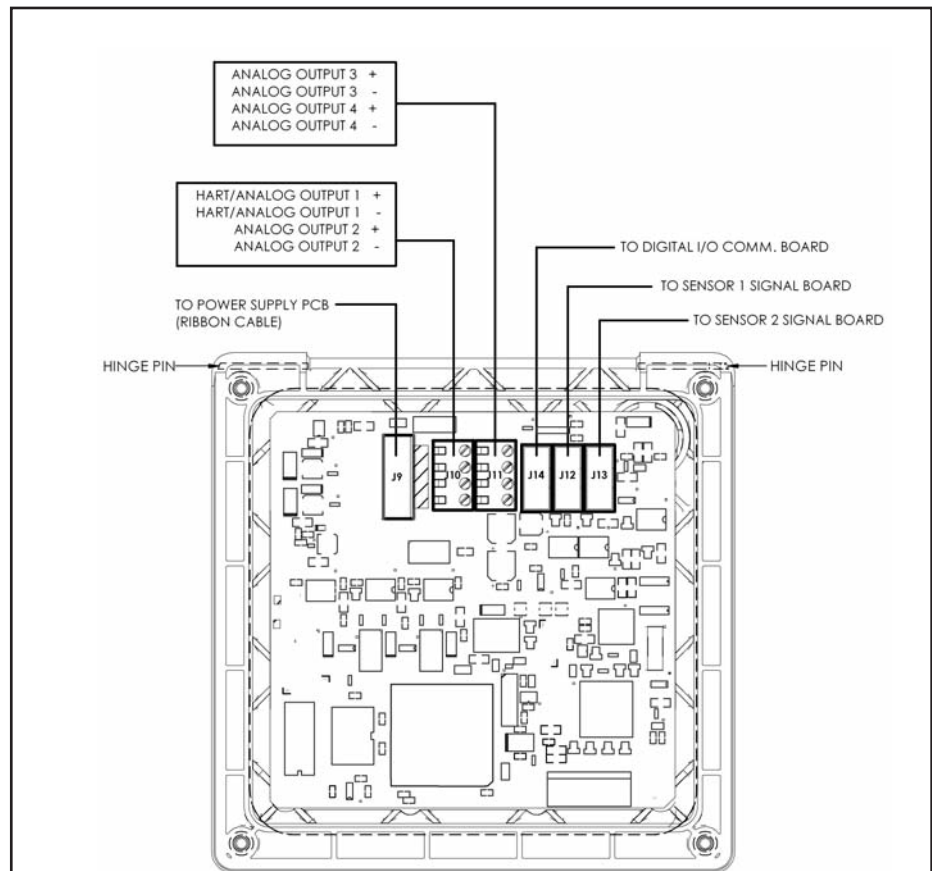 ANALOG OUTPUT 3 +
ANALOG OUTPUT 3 -
ANALOG OUTPUT 4 +
ANALOG OUTPUT 4 -
HART/ANALOG OUTPUT 1 +
HART/ANALOG OUTPUT 1 -
ANALOG OUTPUT 2 +
ANALOG OUTPUT 2 -
TO DIGITAL I/O COMM. BOARD
TO SENSOR 1 SIGNAL BOARD
TO POWER SUPPLY PCB
(RIBBON CABLE)
TO SENSOR 2 SIGNAL BOARD
HINGE PIN
HINGE PIN
J9
J10
J11
J14
J12
J13